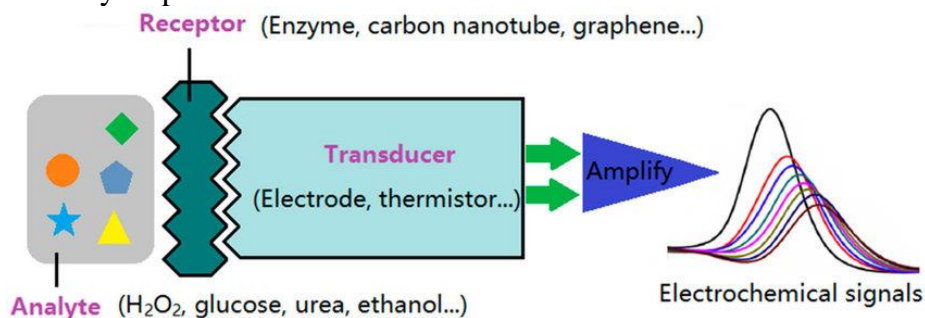 Receptor (Enzyme, carbon nanotube, graphene...)
Transducer
(Electrode, thermistor...)
Amplify
Analyte (H₂O₂, glucose, urea, ethanol...)
Electrochemical signals